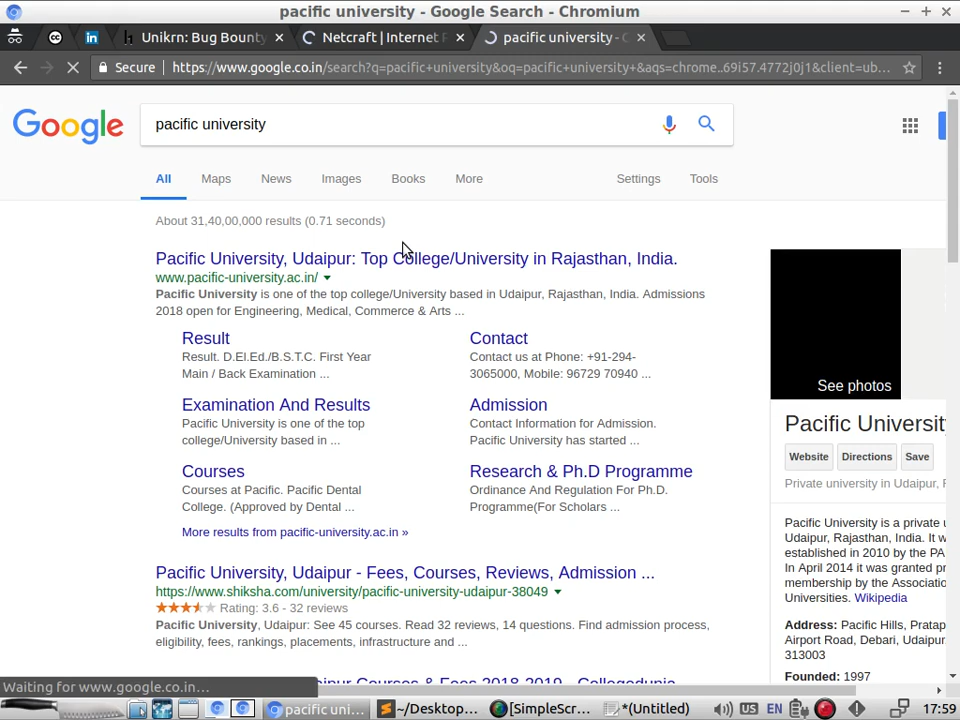 pacific university - Google Search - Chromium
Unikrn: Bug Bounty
Netcraft | Internet
pacific university -
Secure
https://www.google.co.in/search?q=pacific+university&oq=pacific+university+&aqs=chrome..69i57.4772j0j1&client=ub...
Google
pacific university
All Maps News Images Books More Settings Tools
About 31,40,00,000 results (0.71 seconds)
Pacific University, Udaipur: Top College/University in Rajasthan, India.
www.pacific-university.ac.in/
Pacific University is one of the top college/University based in Udaipur, Rajasthan, India. Admissions
2018 open for Engineering, Medical, Commerce & Arts ...
Result
Result. D.El.Ed./B.S.T.C. First Year
Main / Back Examination ...
Contact
Contact us at Phone: +91-294-
3065000, Mobile: 96729 70940 ...
Examination And Results
Pacific University is one of the top
college/University based in ...
Admission
Contact Information for Admission.
Pacific University has started ...
Courses
Courses at Pacific. Pacific Dental
College. (Approved by Dental ...
Research & Ph.D Programme
Ordinance And Regulation For Ph.D.
Programme(For Scholars ...
More results from pacific-university.ac.in »
Pacific University, Udaipur - Fees, Courses, Reviews, Admission ...
https://www.shiksha.com/university/pacific-university-udaipur-38049
Rating: 3.6 - 32 reviews
Pacific University, Udaipur: See 45 courses. Read 32 reviews, 14 questions. Find admission process,
eligibility, fees, rankings, placements, infrastructure and ...
See photos
Pacific Universit
Website Directions Save
Private university in Udaipur,
Pacific University is a private
Udaipur, Rajasthan, India. It
established in 2010 by the PA
In April 2014 it was granted
membership by the Association
Universities. Wikipedia
Address: Pacific Hills, Pratap
Airport Road, Debari, Udaipur
313003
Founded: 1997
Waiting for www.google.co.in...
pacific uni...
~/Desktop...
[SimpleScr...
*(Untitled)
US EN 17:59